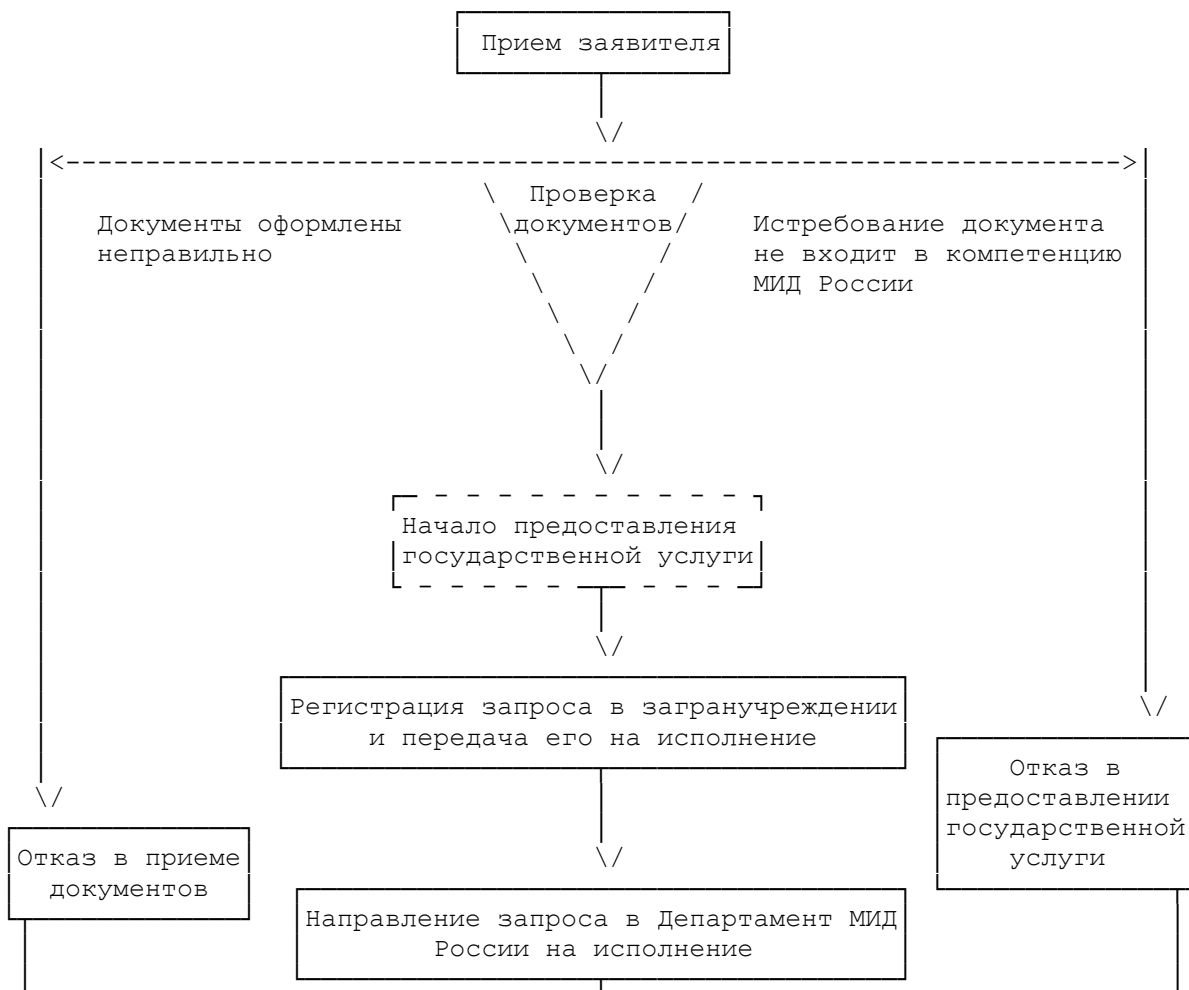 Прием заявителя
Проверка
документов
Документы оформлены
неправильно
Истребование документа
не входит в компетенцию
МИД России
Начало предоставления
государственной услуги
Регистрация запроса в загранучреждении
и передача его на исполнение
Отказ в
предоставлении
государственной
услуги
Отказ в приеме
документов
Направление запроса в Департамент МИД
России на исполнение